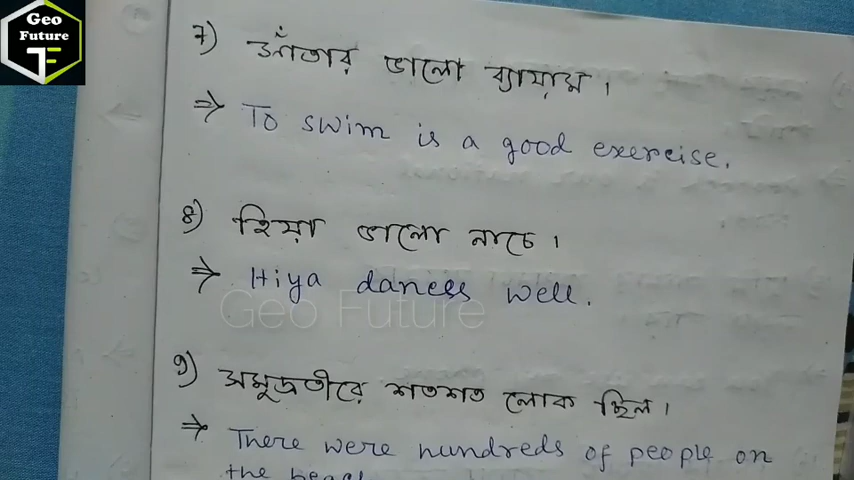 Geo
Future
7) সাঁতার ভালো ব্যায়াম।
⇒ To swim is a good exercise.
8) হিয়া ভালো নাচে।
⇒ Hiya dances well.
Geo Future
9) সমুদ্রতীরে শতশত লোক ছিল।
⇒ There were hundreds of people on
the